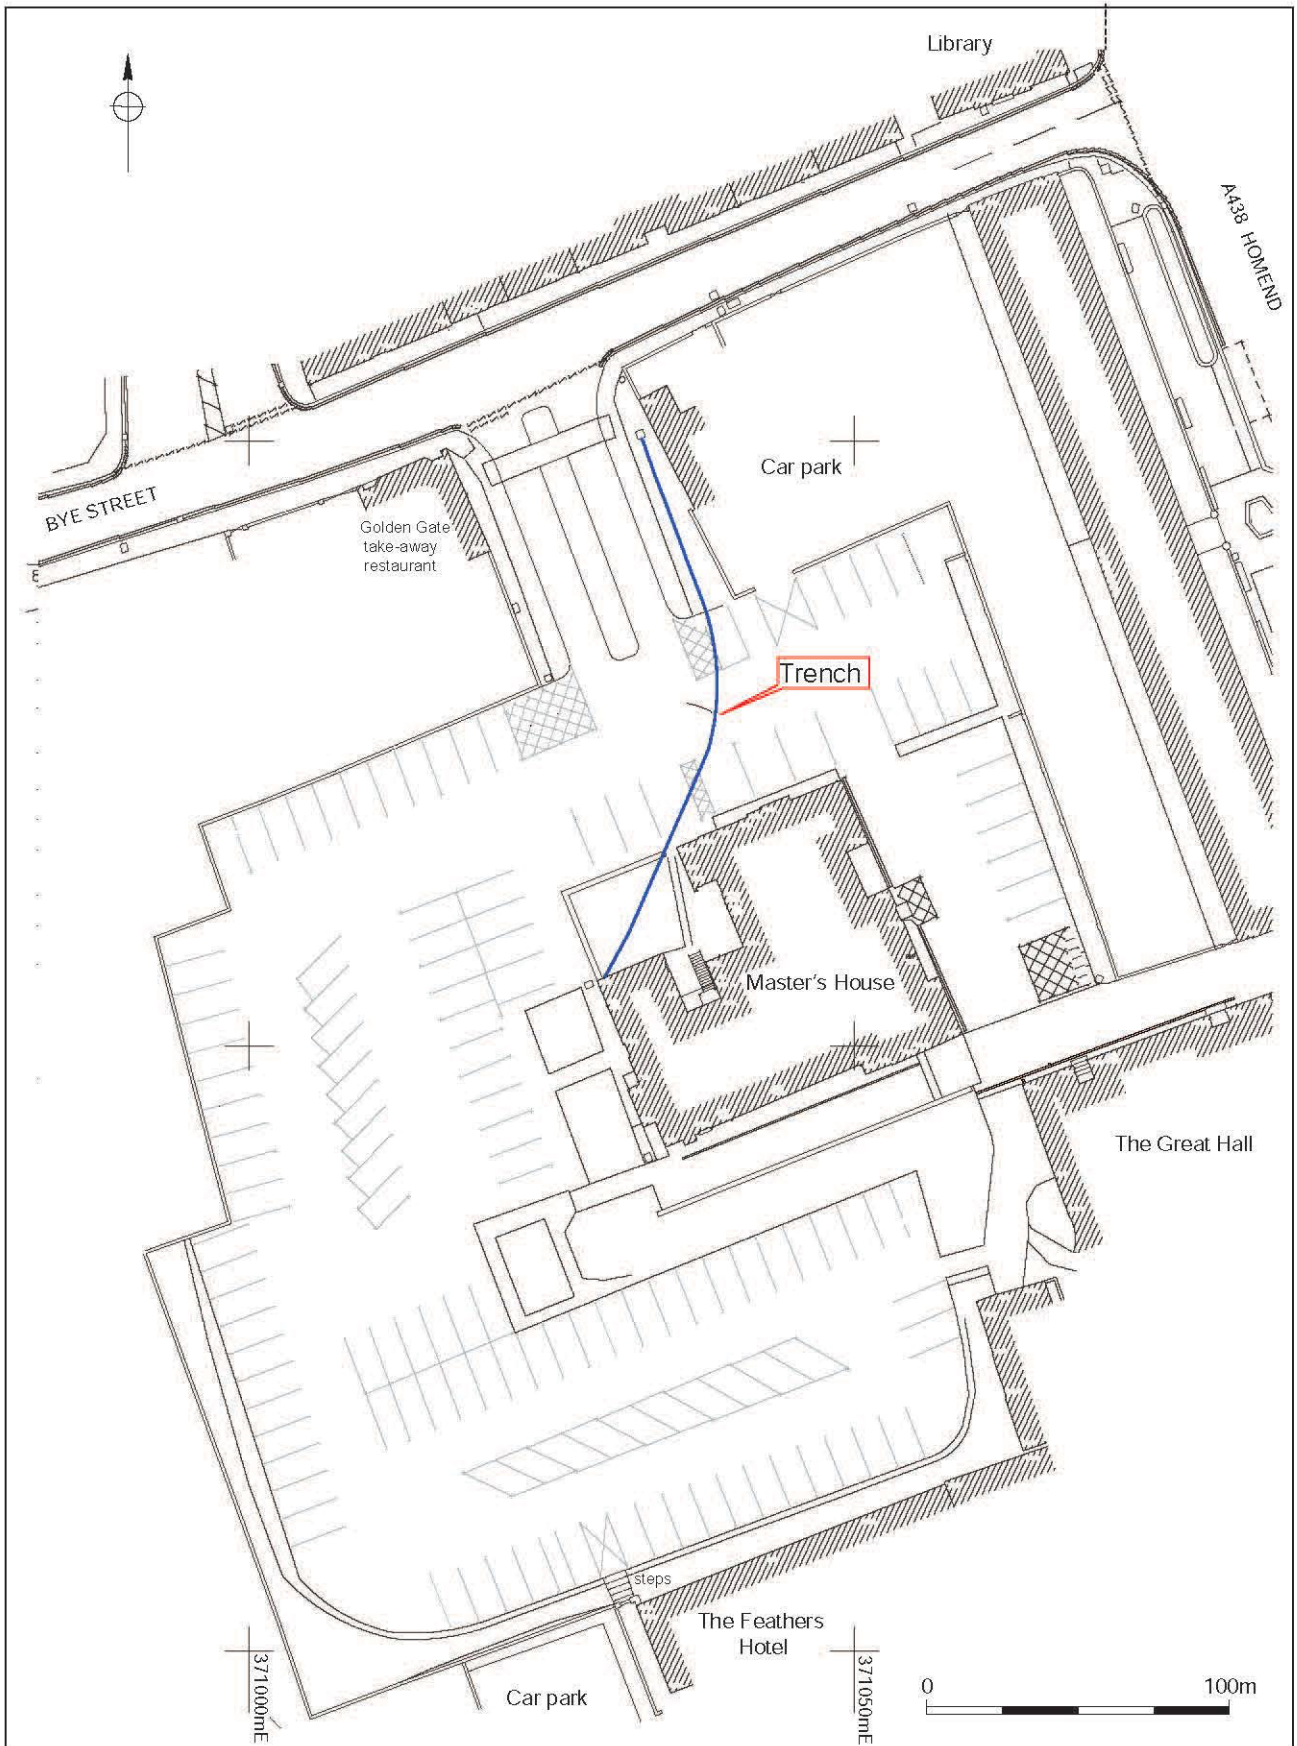 Library
A438 HOMEND
Car park
BYE STREET
Golden Gate
take-away
restaurant
Trench
Master's House
The Great Hall
steps
The Feathers
Hotel
Car park
371000mE
371050mE
0
100m